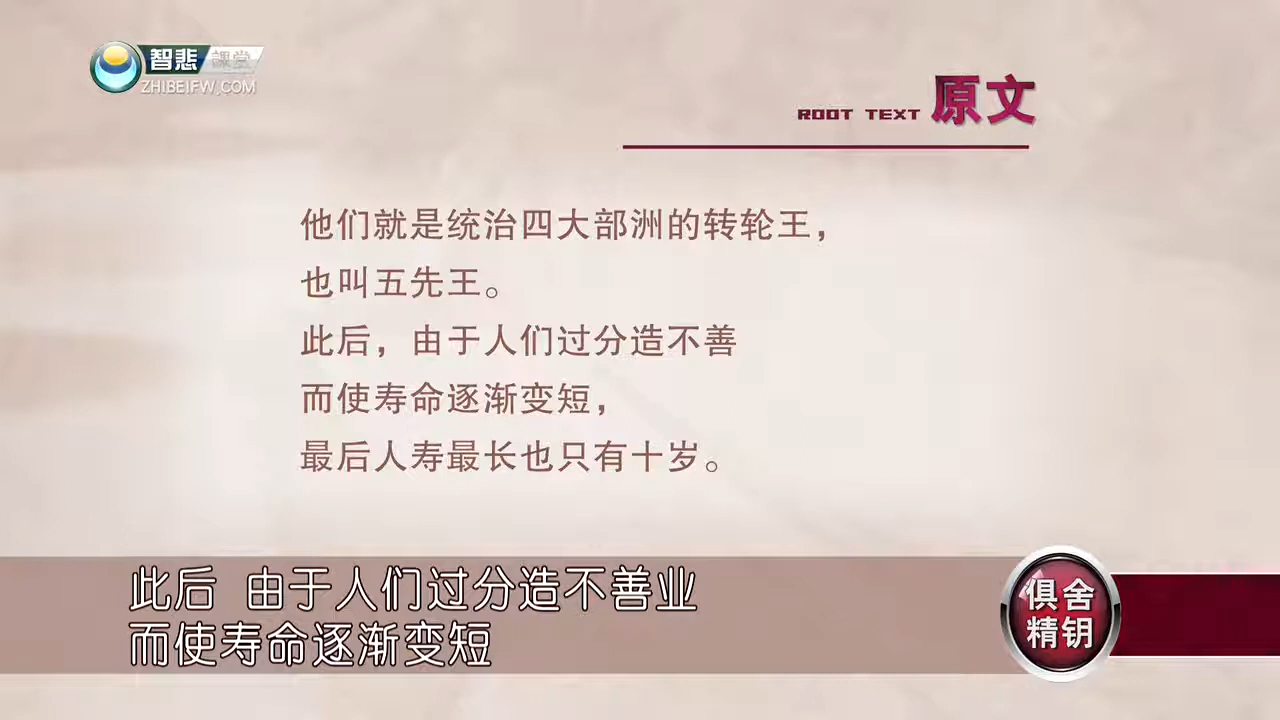 智悲 課堂
ZHIBEIFW.COM
ROOT TEXT 原文
他们就是统治四大部洲的转轮王，
也叫五先王。
此后，由于人们过分造不善
而使寿命逐渐变短，
最后人寿最长也只有十岁。
此后 由于人们过分造不善业
而使寿命逐渐变短
俱舍
精钥